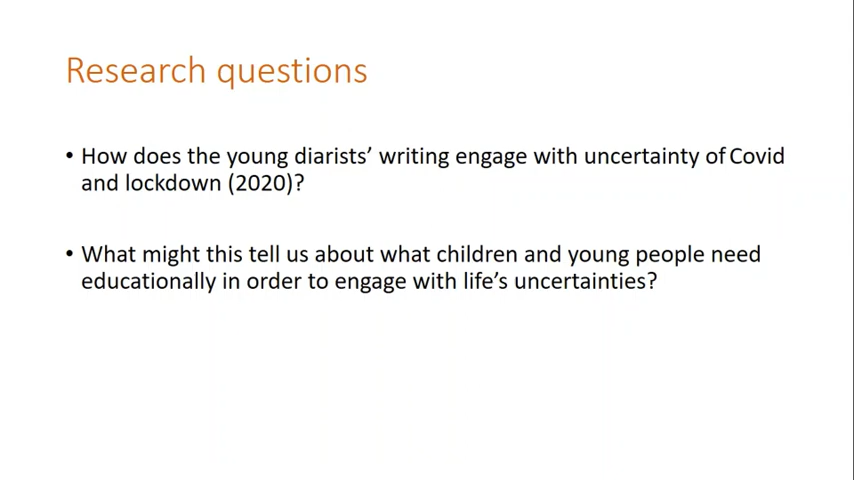 Research questions
• How does the young diarists’ writing engage with uncertainty of Covid
and lockdown (2020)?
• What might this tell us about what children and young people need
educationally in order to engage with life’s uncertainties?